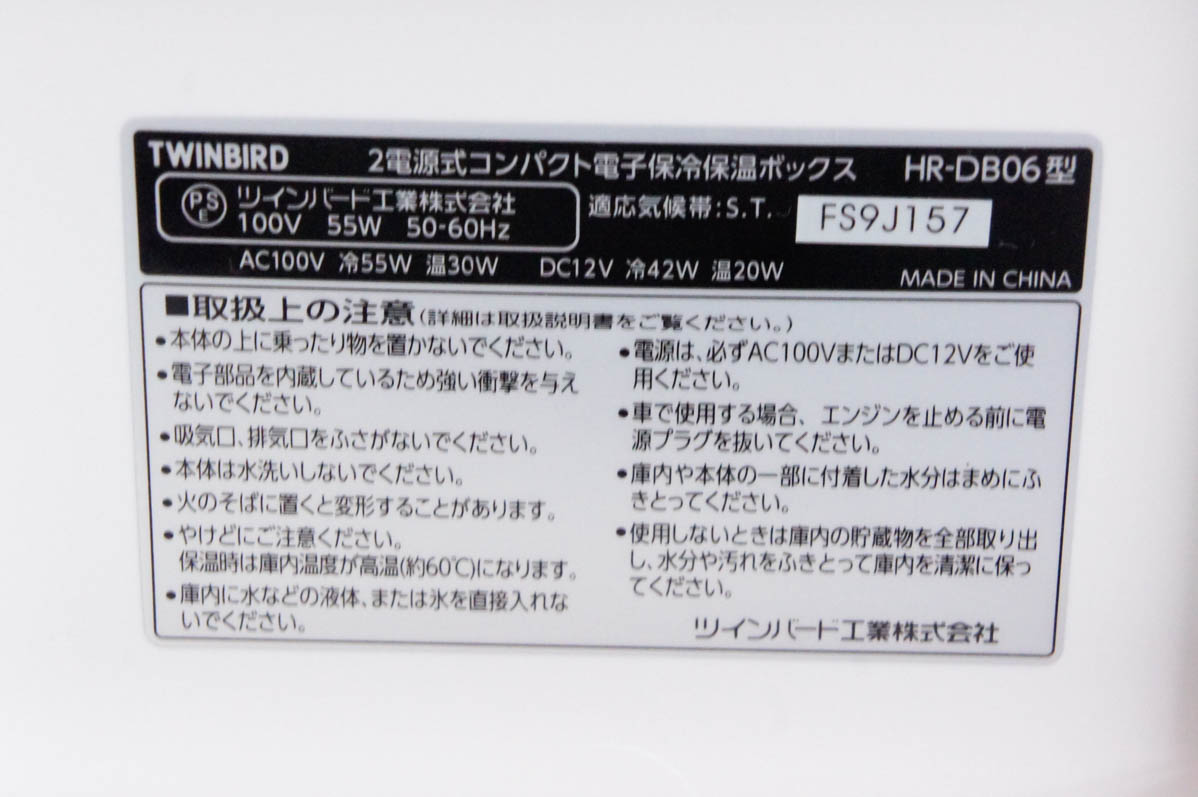 TWINBIRD 2電源式コンパクト電子保冷保温ボックス HR-DB06型
PSE ツインバード工業株式会社
100V 55W 50-60Hz
適応気候帯:S.T. FS9J157
AC100V 冷55W 温30W DC12V 冷42W 温20W
MADE IN CHINA
■取扱上の注意(詳細は取扱説明書をご覧ください。)
•本体の上に乗ったり物を置かないでください。
•電子部品を内蔵しているため強い衝撃を与え
ないでください。
•吸気口、排気口をふさがないでください。
•本体は水洗いしないでください。
•火のそばに置くと変形することがあります。
•やけどにご注意ください。
保温時は庫内温度が高温(約60℃)になります。
•庫内に水などの液体、または氷を直接入れな
いでください。
•電源は、必ずAC100VまたはDC12Vをご使
用ください。
•車で使用する場合、エンジンを止める前に電
源プラグを抜いてください。
•庫内や本体の一部に付着した水分はまめにふ
きとってください。
•使用しないときは庫内の貯蔵物を全部取り出
し、水分や汚れをふきとって庫内を清潔に保っ
てください。
ツインバード工業株式会社